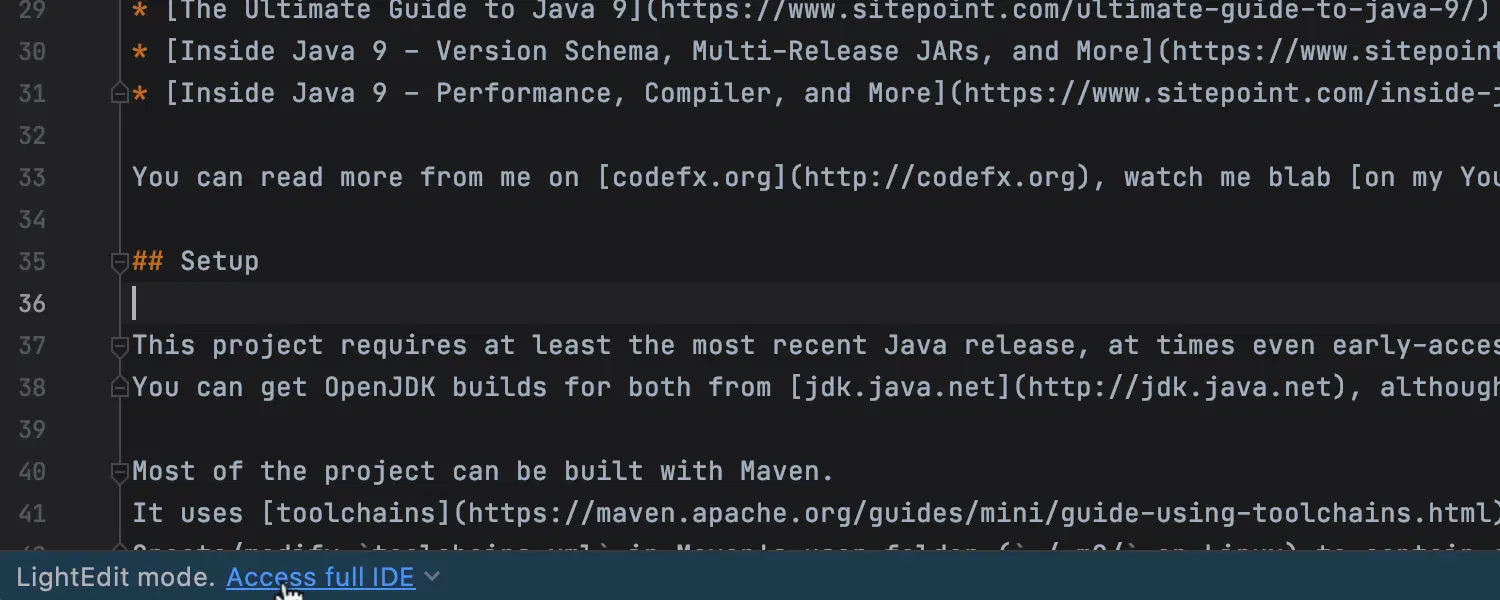 29 * [The Ultimate Guide to Java 9](https://www.sitepoint.com/ultimate-guide-to-java-9/)
30 * [Inside Java 9 – Version Schema, Multi-Release JARs, and More](https://www.sitepoint
31 * [Inside Java 9 – Performance, Compiler, and More](https://www.sitepoint.com/inside-j
32
33 You can read more from me on [codefx.org](http://codefx.org), watch me blab [on my You
34
35 ## Setup
36
37 This project requires at least the most recent Java release, at times even early-acces
38 You can get OpenJDK builds for both from [jdk.java.net](http://jdk.java.net), although
39
40 Most of the project can be built with Maven.
41 It uses [toolchains](https://maven.apache.org/guides/mini/guide-using-toolchains.html)
LightEdit mode. Access full IDE